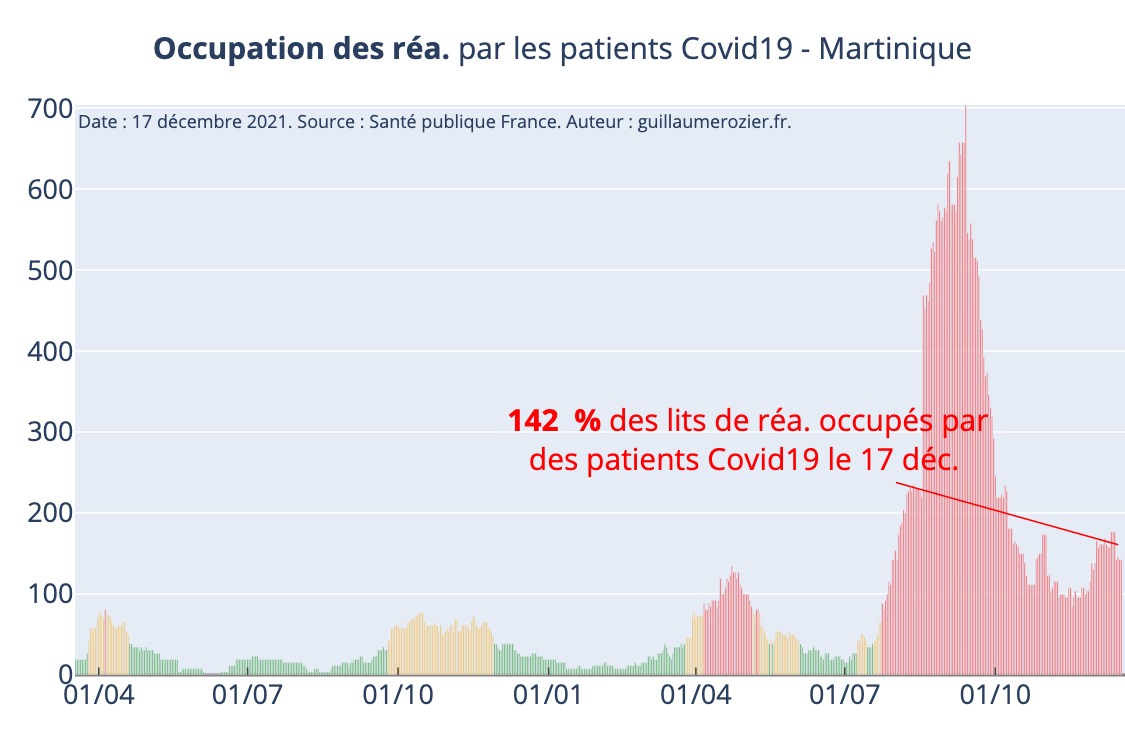 Occupation des réa. par les patients Covid19 - Martinique
700
Date : 17 décembre 2021. Source : Santé publique France. Auteur : guillaumerozier.fr.
600
500
400
142  % des lits de réa. occupés par
300
des patients Covid19 le 17 déc.
200
100
0
01/04 01/07 01/10 01/01 01/04 01/07 01/10